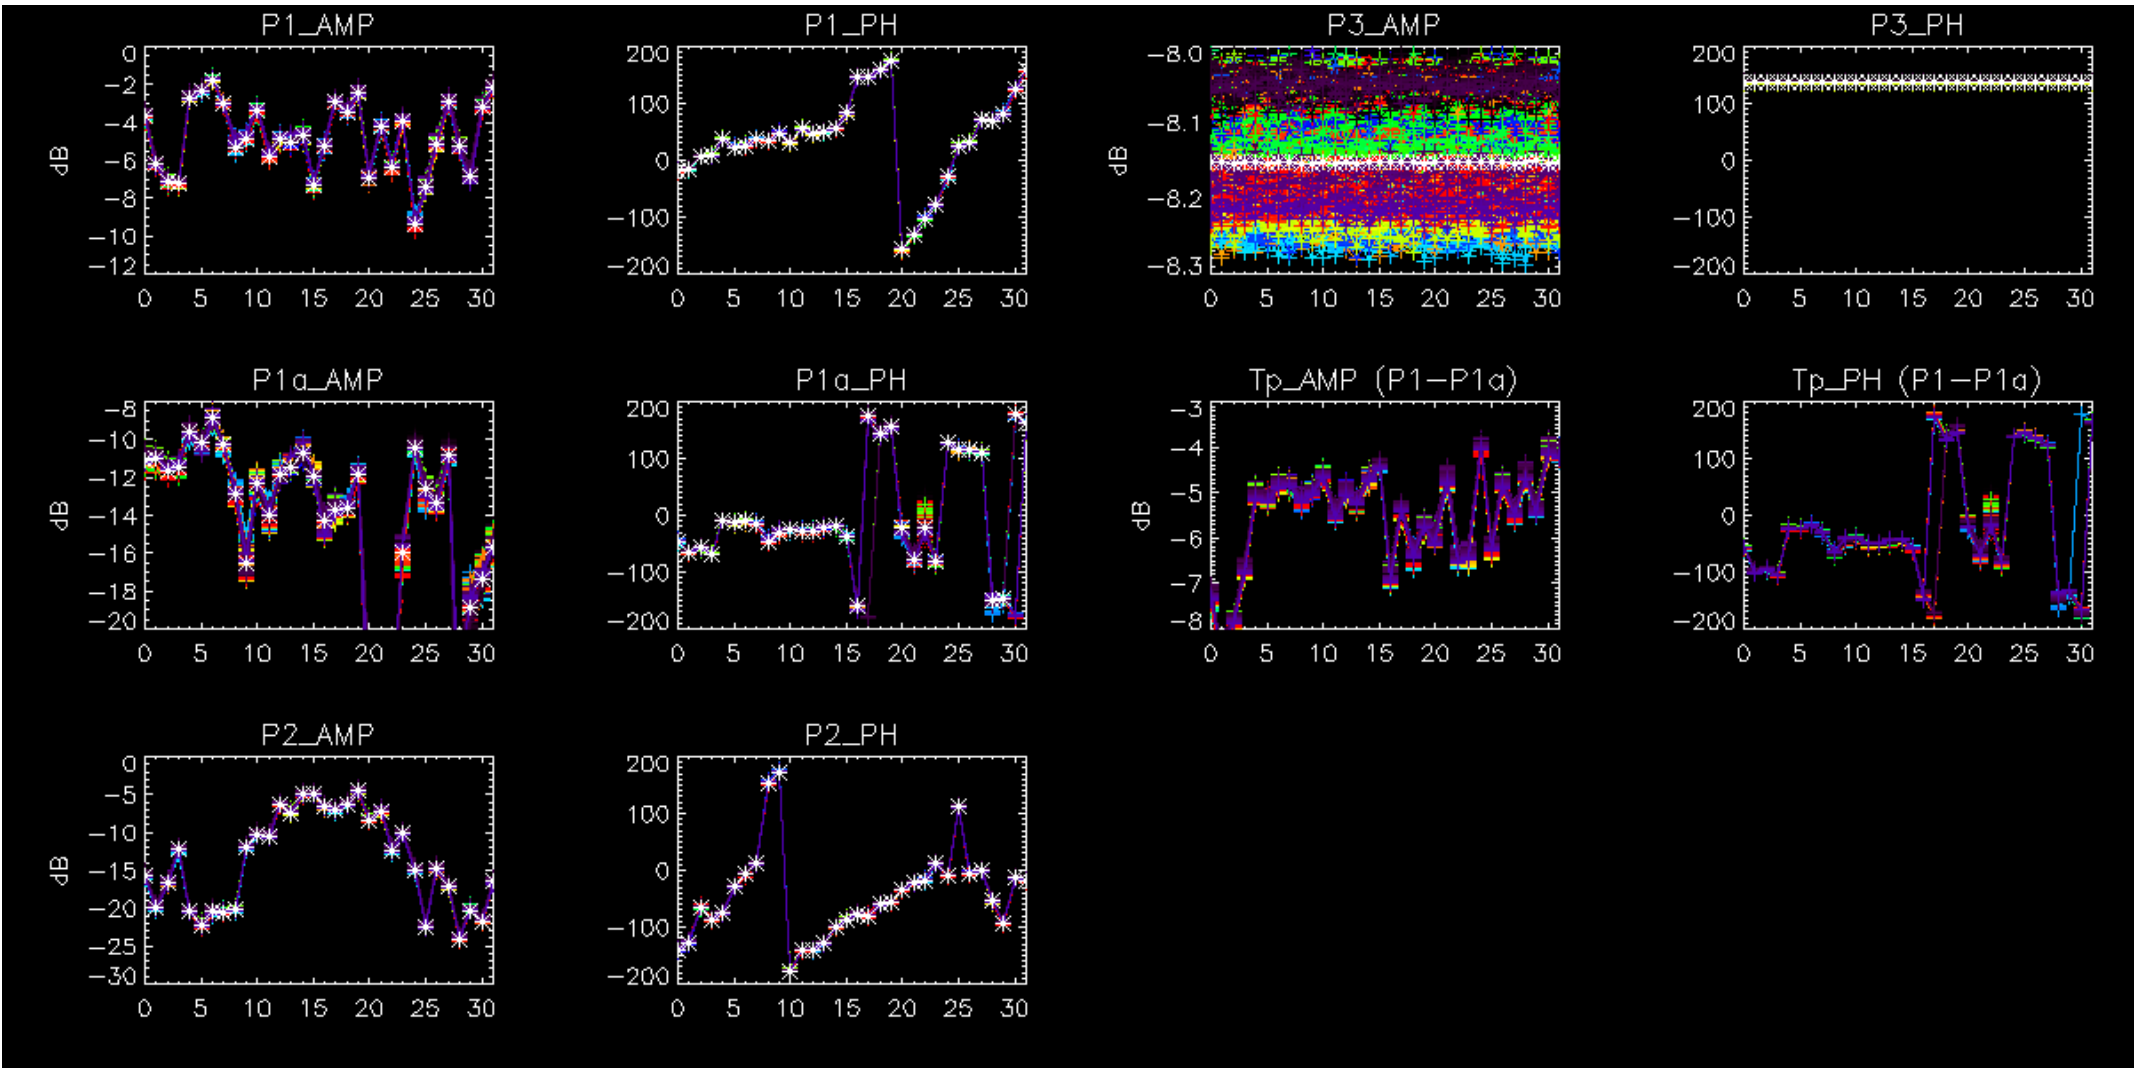 P1_AMP
P1_PH
P3_AMP
P3_PH
0
−2
−4
−6
−8
−10
−12
dB
0 5 10 15 20 25 30
200
100
0
−100
−200
0 5 10 15 20 25 30
−8.0
−8.1
−8.2
−8.3
dB
0 5 10 15 20 25 30
200
100
0
−100
−200
0 5 10 15 20 25 30
P1a_AMP
P1a_PH
Tp_AMP (P1−P1a)
Tp_PH (P1−P1a)
−8
−10
−12
−14
−16
−18
−20
dB
0 5 10 15 20 25 30
200
100
0
−100
−200
0 5 10 15 20 25 30
−3
−4
−5
−6
−7
−8
dB
0 5 10 15 20 25 30
200
100
0
−100
−200
0 5 10 15 20 25 30
P2_AMP
P2_PH
0
−5
−10
−15
−20
−25
−30
dB
0 5 10 15 20 25 30
200
100
0
−100
−200
0 5 10 15 20 25 30